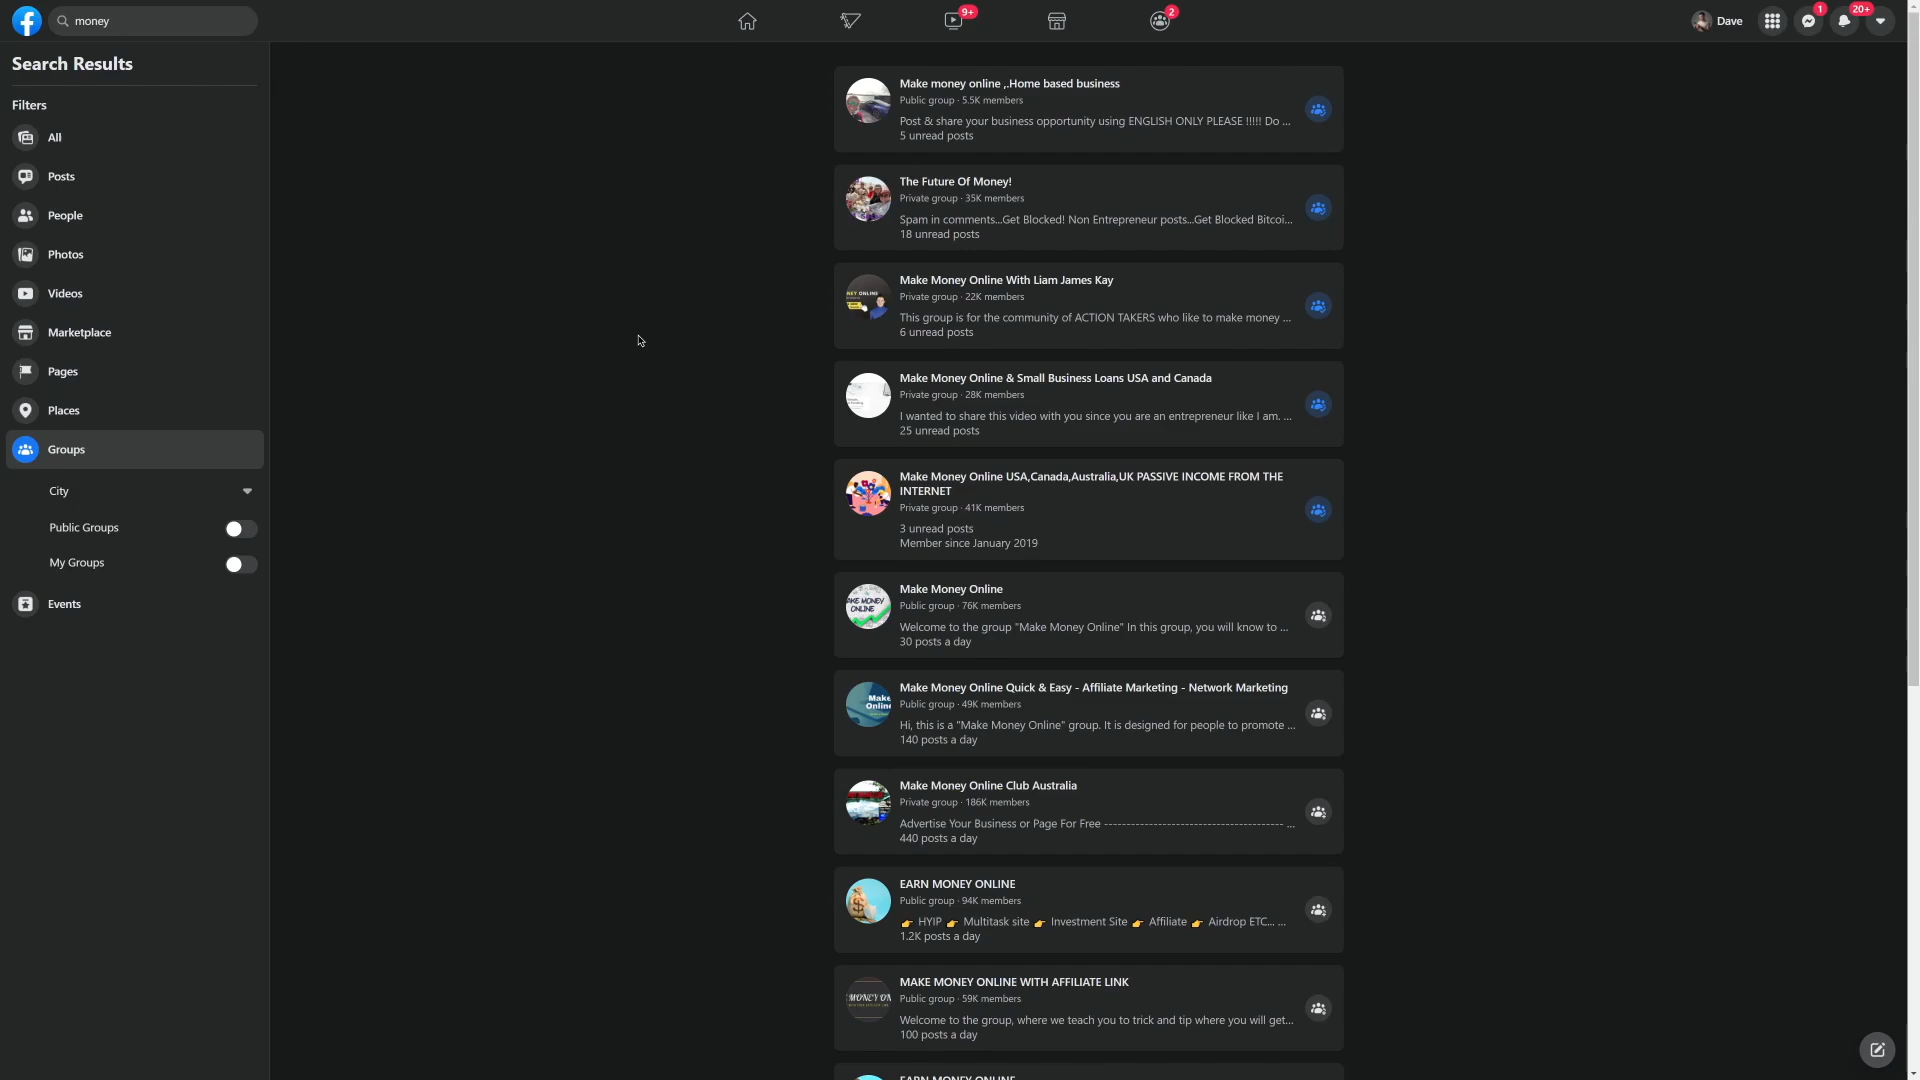 money
9+
2
Dave
1
20+
Search Results
Filters
All
Posts
People
Photos
Videos
Marketplace
Pages
Places
Groups
City
Public Groups
My Groups
Events
Make money online ,.Home based business
Public group · 5.5K members
Post & share your business opportunity using ENGLISH ONLY PLEASE !!!!! Do ...
5 unread posts
The Future Of Money!
Private group · 35K members
Spam in comments...Get Blocked! Non Entrepreneur posts...Get Blocked Bitcoi...
18 unread posts
NEY ONLINE
Make Money Online With Liam James Kay
Private group · 22K members
This group is for the community of ACTION TAKERS who like to make money ...
6 unread posts
Make Money Online & Small Business Loans USA and Canada
Private group · 28K members
I wanted to share this video with you since you are an entrepreneur like I am. ...
25 unread posts
Make Money Online USA,Canada,Australia,UK PASSIVE INCOME FROM THE
INTERNET
Private group · 41K members
3 unread posts
Member since January 2019
AKE MONEY
ONLINE
Make Money Online
Public group · 76K members
Welcome to the group "Make Money Online" In this group, you will know to ...
30 posts a day
Make
Online
Make Money Online Quick & Easy - Affiliate Marketing - Network Marketing
Public group · 49K members
Hi, this is a "Make Money Online" group. It is designed for people to promote ...
140 posts a day
Make Money Online Club Australia
Private group · 186K members
Advertise Your Business or Page For Free ---------------------------------------- ...
440 posts a day
EARN MONEY ONLINE
Public group · 94K members
👉 HYIP 👉 Multitask site 👉 Investment Site 👉 Affiliate 👉 Airdrop ETC... ...
1.2K posts a day
MONEY ON
MAKE MONEY ONLINE WITH AFFILIATE LINK
Public group · 59K members
Welcome to the group, where we teach you to trick and tip where you will get...
100 posts a day
EARN MONEY ONLINE